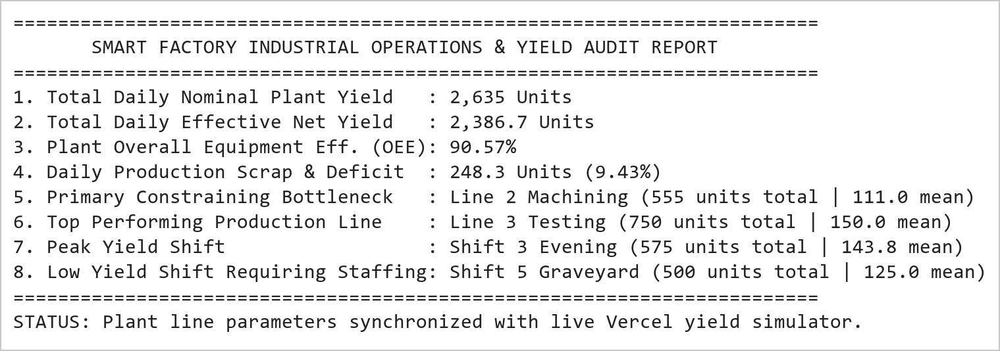 ========================================================================
SMART FACTORY INDUSTRIAL OPERATIONS & YIELD AUDIT REPORT
========================================================================
1. Total Daily Nominal Plant Yield   : 2,635 Units
2. Total Daily Effective Net Yield   : 2,386.7 Units
3. Plant Overall Equipment Eff. (OEE): 90.57%
4. Daily Production Scrap & Deficit  : 248.3 Units (9.43%)
5. Primary Constraining Bottleneck   : Line 2 Machining (555 units total | 111.0 mean)
6. Top Performing Production Line    : Line 3 Testing (750 units total | 150.0 mean)
7. Peak Yield Shift                  : Shift 3 Evening (575 units total | 143.8 mean)
8. Low Yield Shift Requiring Staffing: Shift 5 Graveyard (500 units total | 125.0 mean)
========================================================================
STATUS: Plant line parameters synchronized with live Vercel yield simulator.